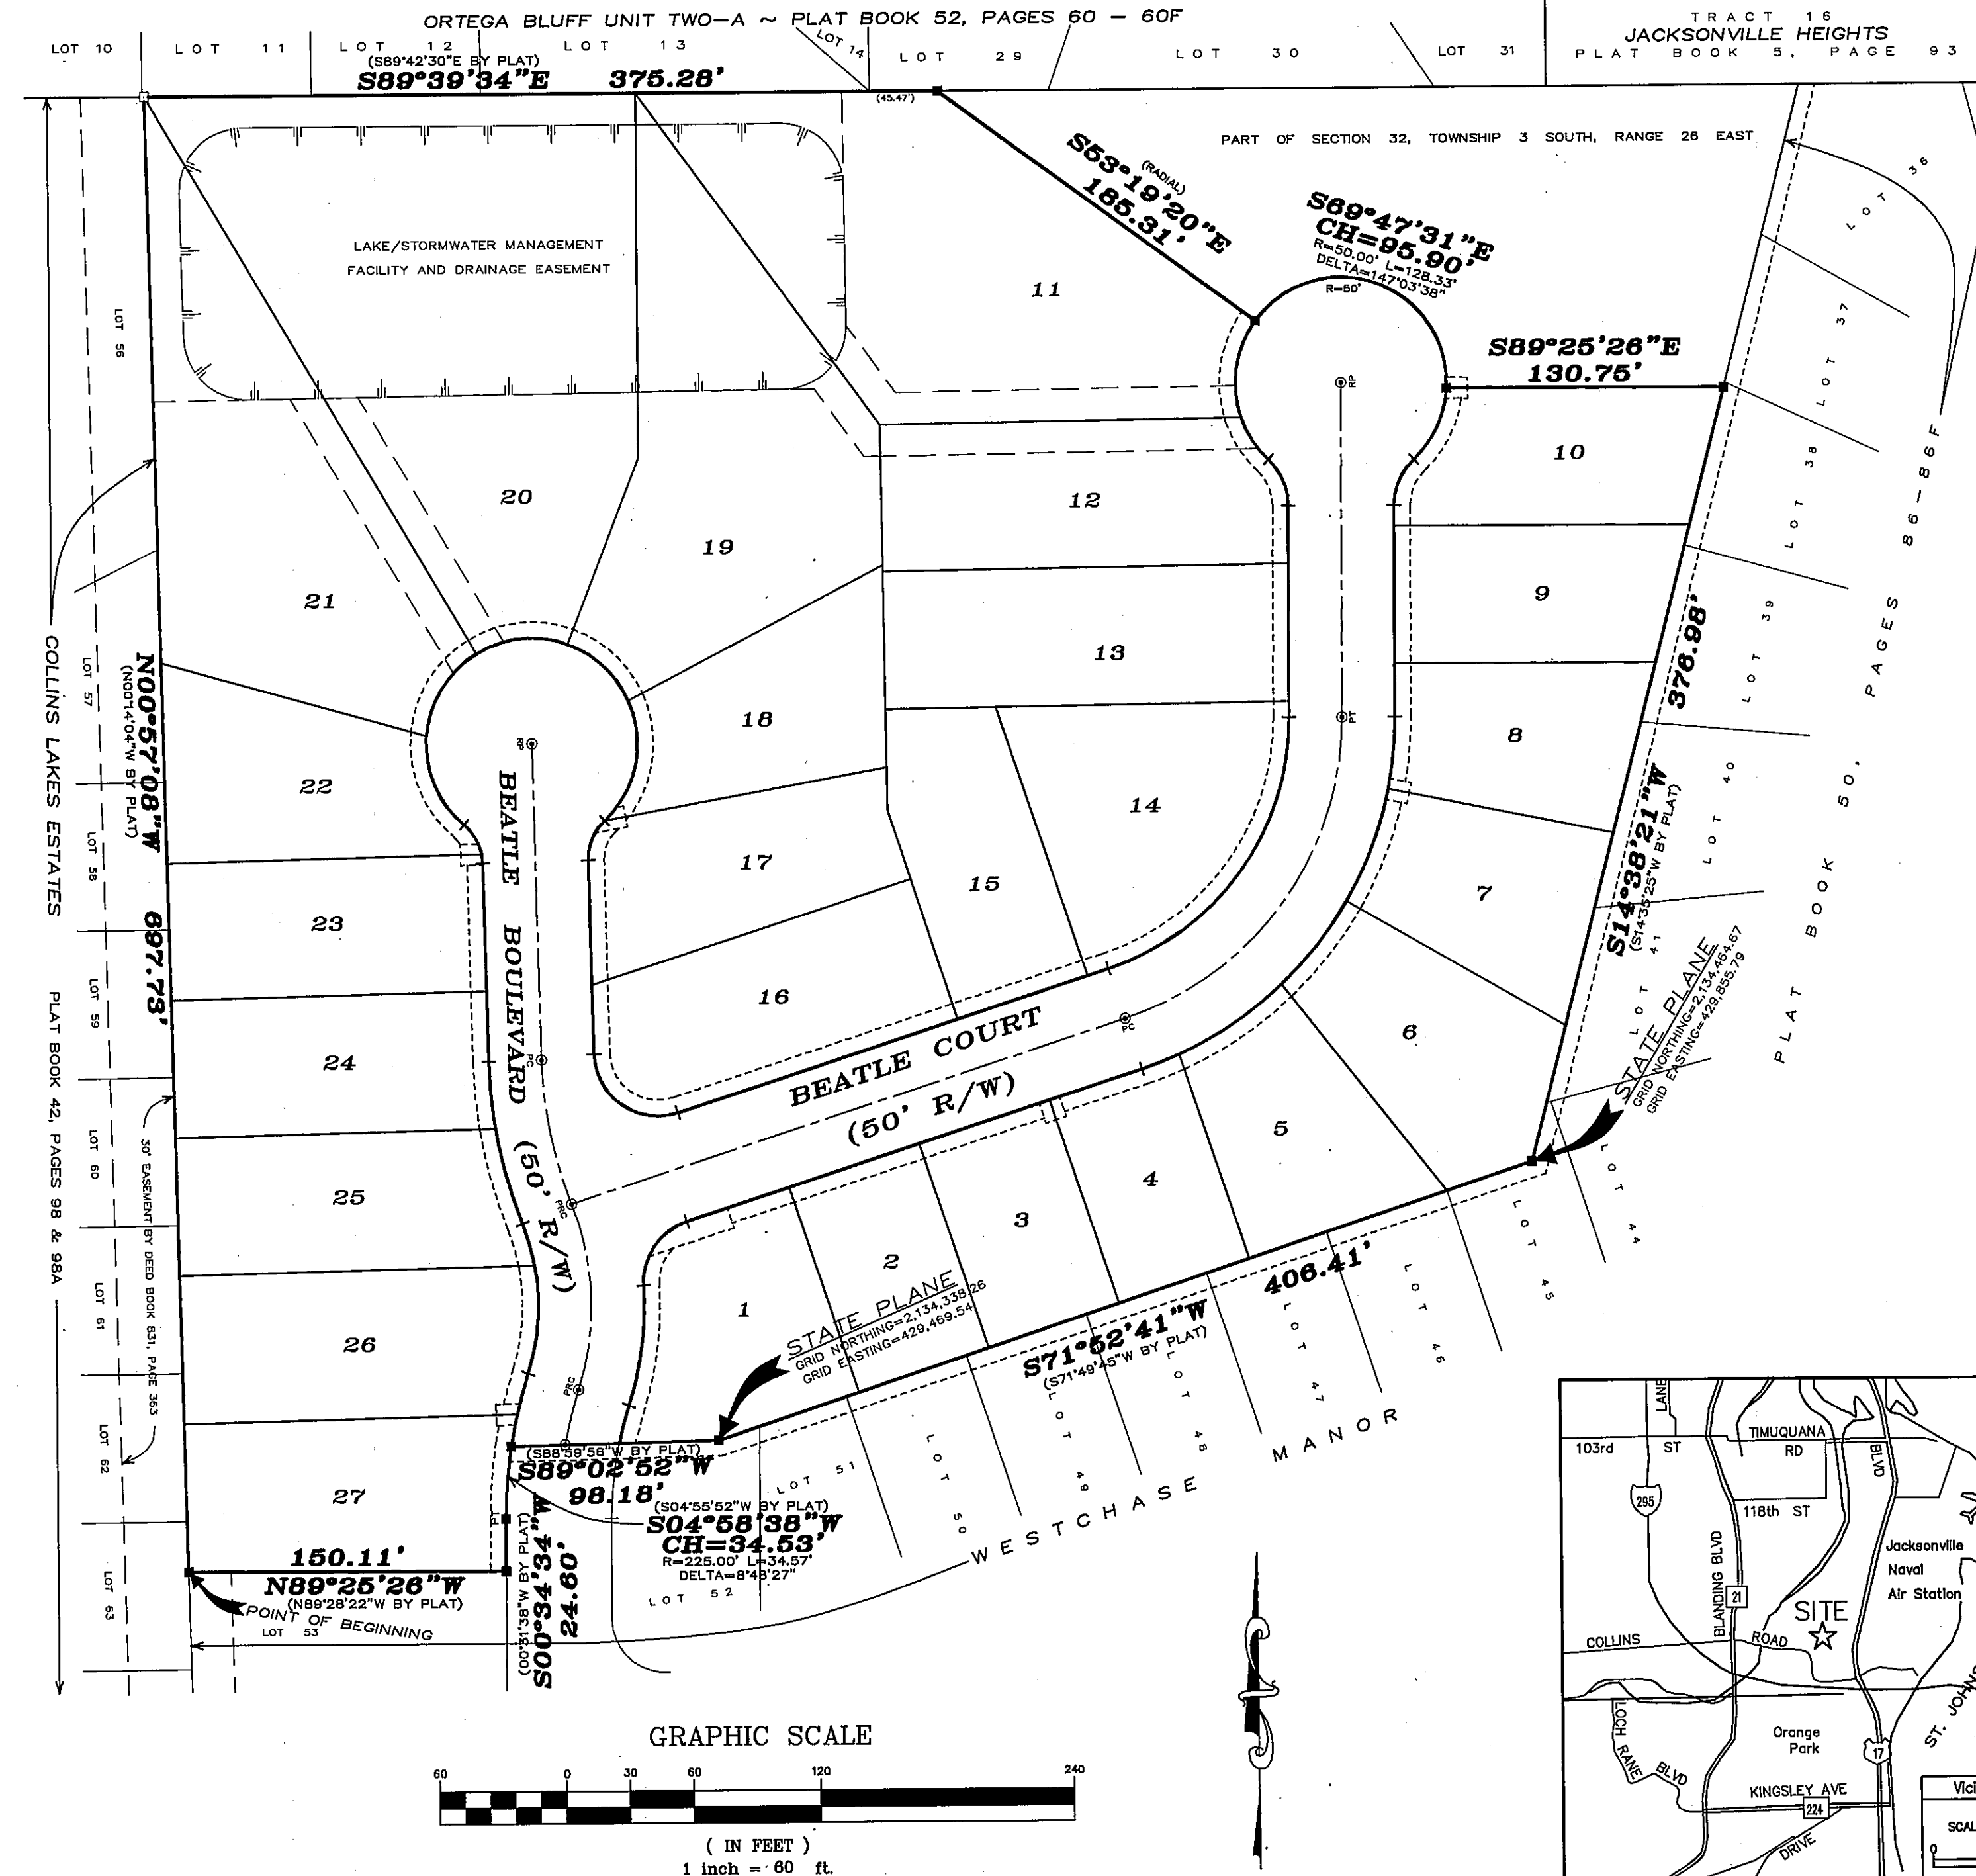 ORTEGA BLUFF UNIT TWO-A ~ PLAT BOOK 52, PAGES 60 - 60F
TRACT 16
JACKSONVILLE HEIGHTS
PLAT BOOK 5, PAGE 93
LOT 10
LOT 11
LOT 12
LOT 13
LOT 14
LOT 29
LOT 30
LOT 31
(S89°42'30"E BY PLAT)
S89°39'34"E 375.28'
(45.47')
PART OF SECTION 32, TOWNSHIP 3 SOUTH, RANGE 26 EAST
(RADIAL)
S53°19'20"E
185.31'
S69°47'31"E
CH=95.90'
R=50.00' L=128.33'
DELTA=147°03'38"
R=50'
LAKE/STORMWATER MANAGEMENT
FACILITY AND DRAINAGE EASEMENT
11
S89°25'26"E
130.75'
RP
LOT 36
LOT 37
LOT 38
LOT 39
LOT 40
LOT 41
LOT 44
LOT 45
LOT 46
LOT 47
LOT 48
LOT 49
LOT 50
LOT 51
LOT 52
LOT 53
PLAT BOOK 50, PAGES 86-86F
10
20
12
19
9
21
13
376.98'
S14°38'21"W
(S14°35'25"W BY PLAT)
PT
18
8
RP
22
14
17
15
7
23
16
BEATLE BOULEVARD (50' R/W)
BEATLE COURT
(50' R/W)
PC
PC
6
24
STATE PLANE
GRID NORTHING=2,134,464.67
GRID EASTING=429,855.79
5
4
25
PRC
3
2
1
STATE PLANE
GRID NORTHING=2,134,338.26
GRID EASTING=429,469.54
406.41'
S71°52'41"W
(S71°49'45"W BY PLAT)
26
PRC
WESTCHASE MANOR
(S88°59'56"W BY PLAT)
S89°02'52"W
98.18'
27
PT
(S04°55'52"W BY PLAT)
S04°58'38"W
CH=34.53'
R=225.00' L=34.57'
DELTA=8°48'27"
150.11'
N89°25'26"W
(N89°28'22"W BY PLAT)
POINT OF BEGINNING
(00°31'38"W BY PLAT)
S00°34'34"W
24.60'
LOT 56
LOT 57
LOT 58
LOT 59
LOT 60
LOT 61
LOT 62
LOT 63
N00°57'08"W 697.73'
(N00°14'04"W BY PLAT)
COLLINS LAKES ESTATES PLAT BOOK 42, PAGES 98 & 98A
30' EASEMENT BY DEED BOOK 831, PAGE 363
GRAPHIC SCALE
60 0 30 60 120 240
( IN FEET )
1 inch = 60 ft.
LANE
TIMUQUANA
RD
103rd ST
BLVD
295
118th ST
BLANDING BLVD
21
Jacksonville
Naval
Air Station
SITE
COLLINS ROAD
LOCH RANE BLVD
Orange
Park
17
KINGSLEY AVE
224
DRIVE